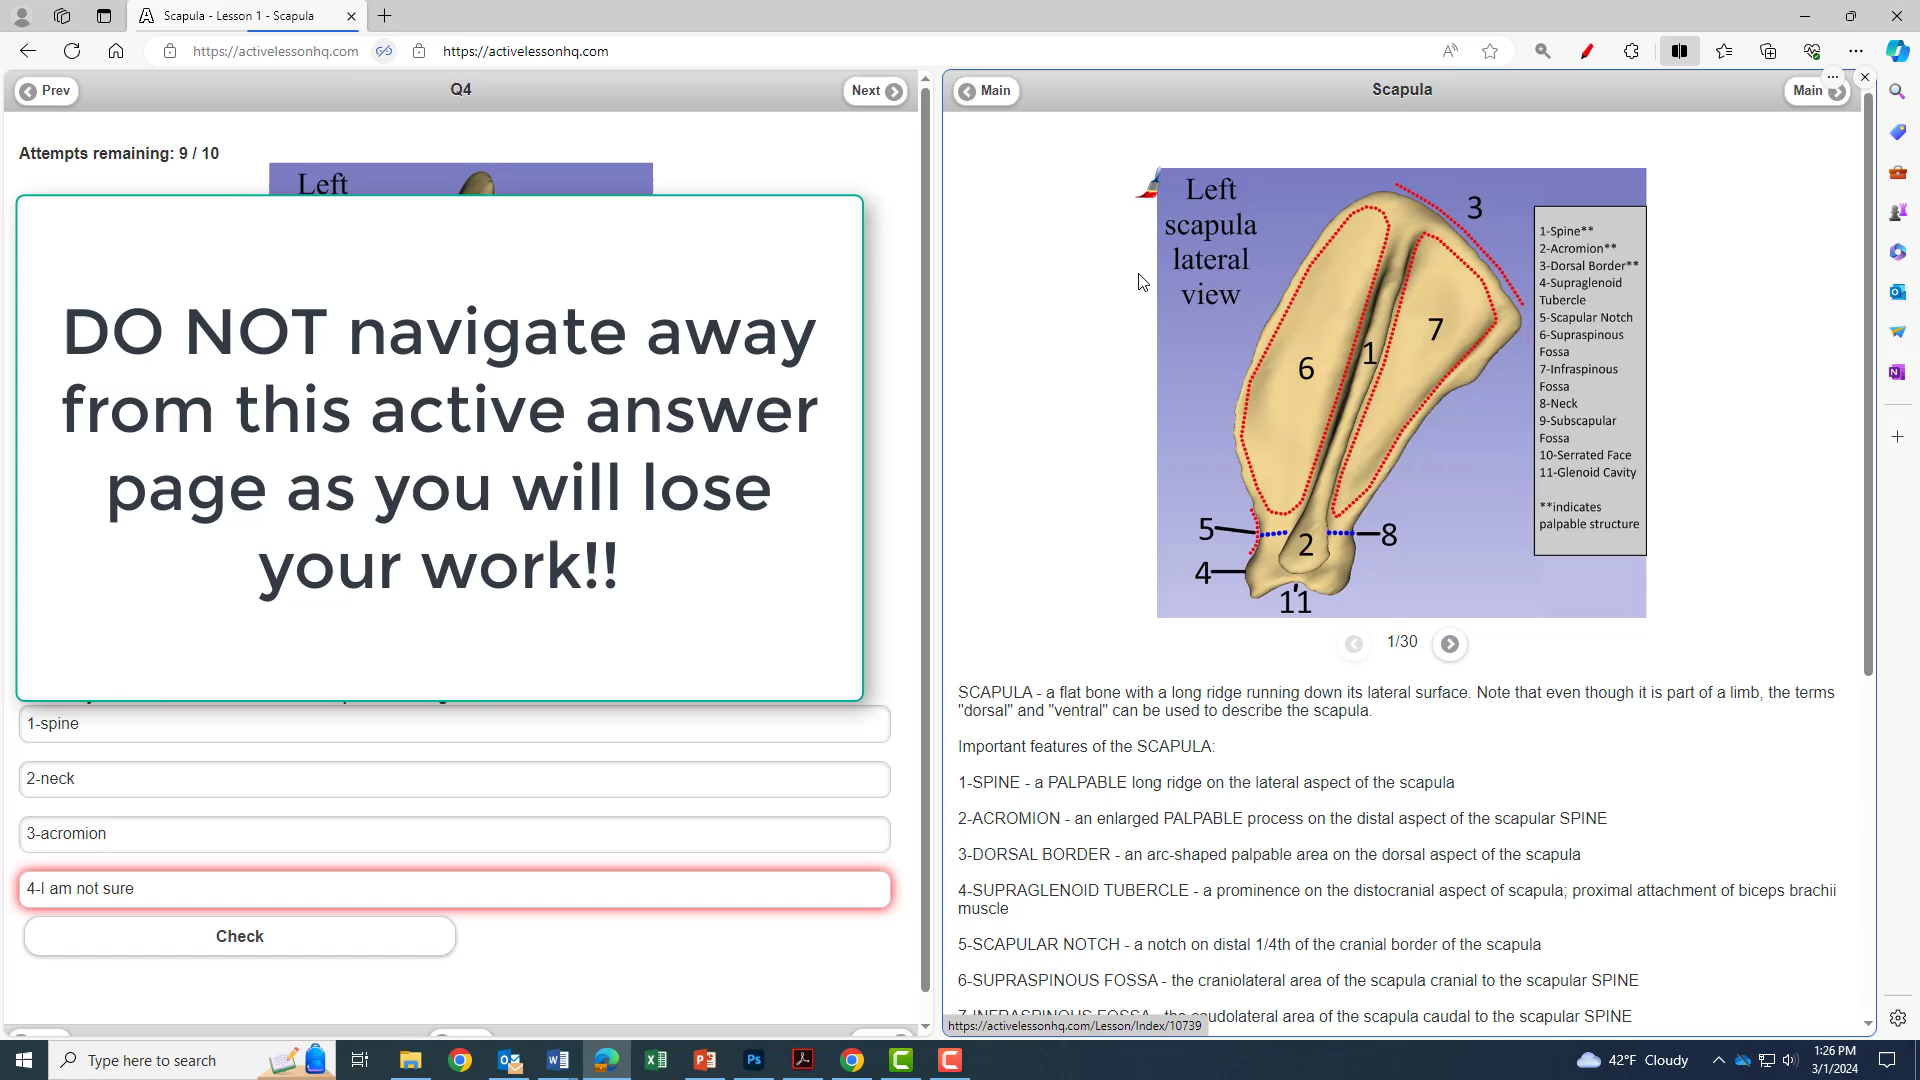 Scapula - Lesson 1 - Scapula
https://activelessonhq.com
https://activelessonhq.com
Prev
Q4
Next
Attempts remaining: 9 / 10
Left
DO NOT navigate away
from this active answer
page as you will lose
your work!!
1-spine
2-neck
3-acromion
4-I am not sure
Check
Main
Scapula
Main
Left
scapula
lateral
view
3
6
1
7
5
2
8
4
11
1-Spine**
2-Acromion**
3-Dorsal Border**
4-Supraglenoid
Tubercle
5-Scapular Notch
6-Supraspinous
Fossa
7-Infraspinous
Fossa
8-Neck
9-Subscapular
Fossa
10-Serrated Face
11-Glenoid Cavity
**indicates
palpable structure
1/30
SCAPULA - a flat bone with a long ridge running down its lateral surface. Note that even though it is part of a limb, the terms
"dorsal" and "ventral" can be used to describe the scapula.
Important features of the SCAPULA:
1-SPINE - a PALPABLE long ridge on the lateral aspect of the scapula
2-ACROMION - an enlarged PALPABLE process on the distal aspect of the scapular SPINE
3-DORSAL BORDER - an arc-shaped palpable area on the dorsal aspect of the scapula
4-SUPRAGLENOID TUBERCLE - a prominence on the distocranial aspect of scapula; proximal attachment of biceps brachii
muscle
5-SCAPULAR NOTCH - a notch on distal 1/4th of the cranial border of the scapula
6-SUPRASPINOUS FOSSA - the craniolateral area of the scapula cranial to the scapular SPINE
7-INFRASPINOUS FOSSA - the caudolateral area of the scapula caudal to the scapular SPINE
https://activelessonhq.com/Lesson/Index/10739
Type here to search
42°F Cloudy
1:26 PM
3/1/2024